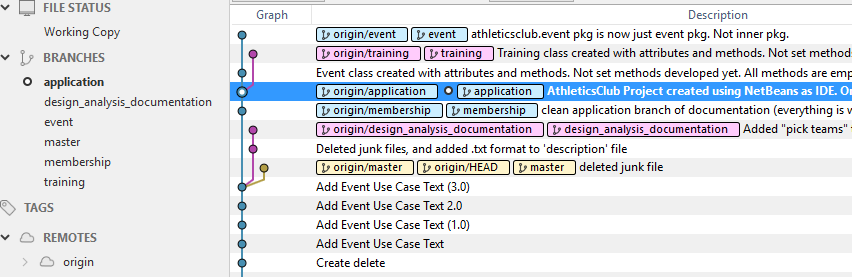 FILE STATUS
Working Copy
BRANCHES
application
design_analysis_documentation
event
master
membership
training
TAGS
REMOTES
origin
Graph Description
origin/event event athleticsclub.event pkg is now just event pkg. Not inner pkg.
origin/training training Training class created with attributes and methods. Not set methods
Event class created with attributes and methods. Not set methods developed yet. All methods are emp
origin/application application AthleticsClub Project created using NetBeans as IDE. On
origin/membership membership clean application branch of documentation (everything is w
origin/design_analysis_documentation design_analysis_documentation Added "pick teams"
Deleted junk files, and added .txt format to 'description' file
origin/master origin/HEAD master deleted junk file
Add Event Use Case Text (3.0)
Add Event Use Case Text 2.0
Add Event Use Case Text (1.0)
Add Event Use Case Text
Create delete